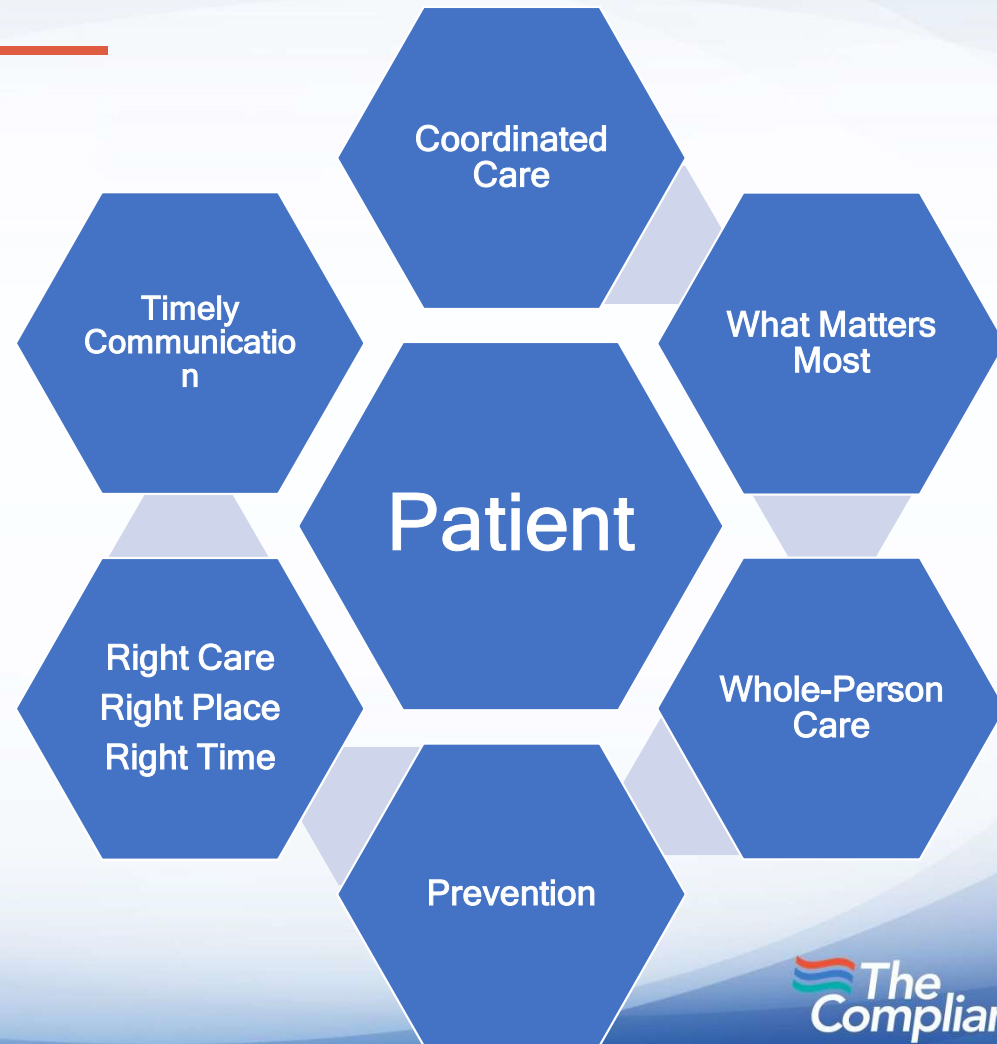 Coordinated
Care
What Matters
Most
Whole-Person
Care
Prevention
Right Care
Right Place
Right Time
Timely
Communicatio
n
Patient
The